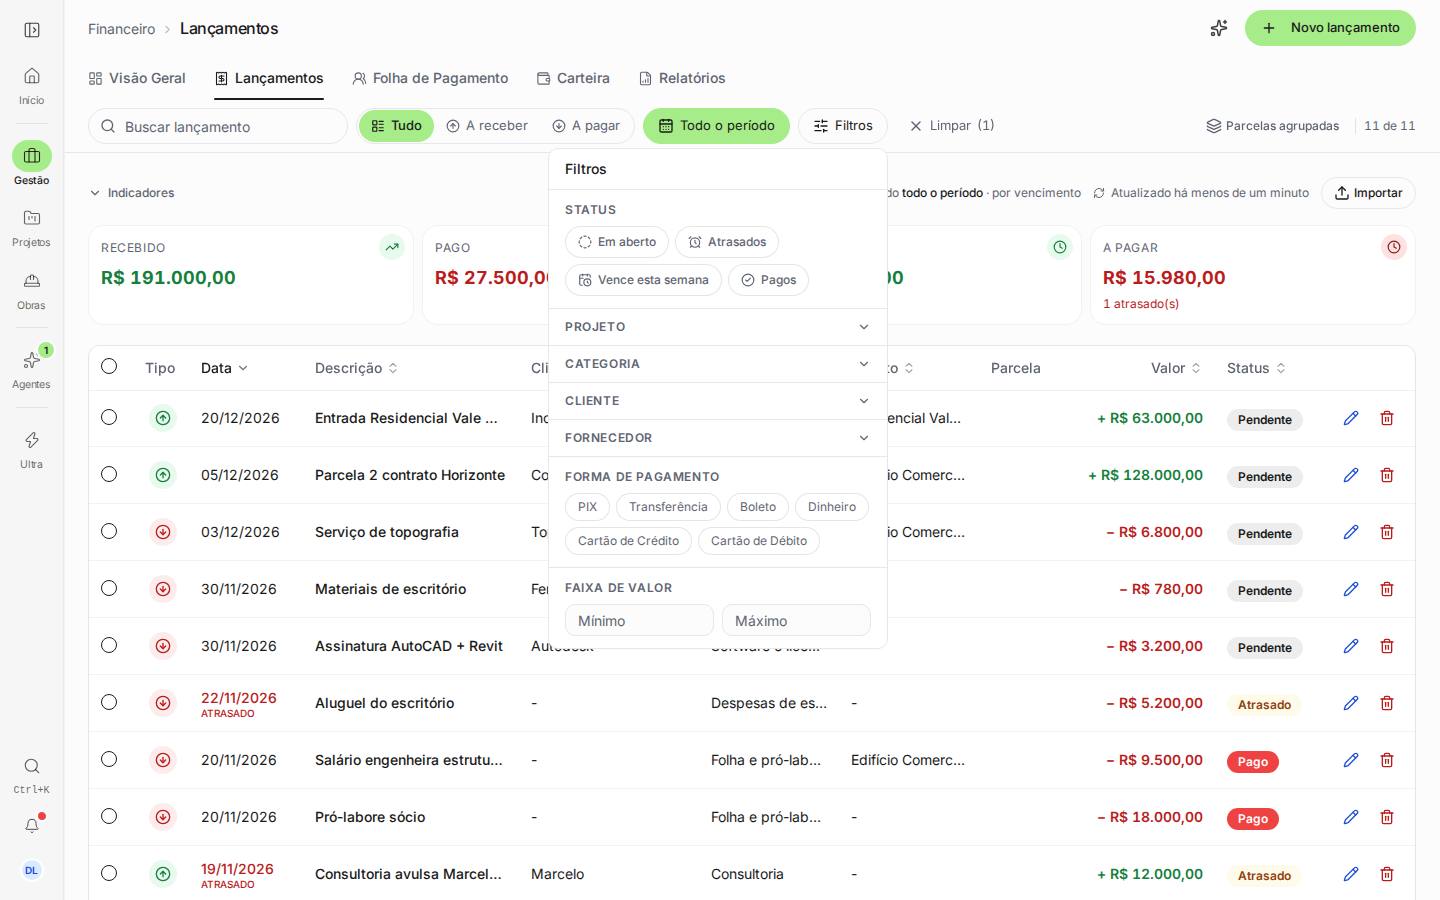 Financeiro > Lançamentos
Novo lançamento
Início
Gestão
Projetos
Obras
1
Agentes
Ultra
Ctrl+K
DL
Visão Geral Lançamentos Folha de Pagamento Carteira Relatórios
Buscar lançamento Tudo A receber A pagar Todo o período Filtros Limpar (1) Parcelas agrupadas 11 de 11
Filtros
STATUS
Em aberto Atrasados
Vence esta semana Pagos
PROJETO
CATEGORIA
CLIENTE
FORNECEDOR
FORMA DE PAGAMENTO
PIX Transferência Boleto Dinheiro
Cartão de Crédito Cartão de Débito
FAIXA DE VALOR
Mínimo Máximo
Indicadores todo o período · por vencimento Atualizado há menos de um minuto Importar
RECEBIDO
R$ 191.000,00
PAGO
R$ 27.500,0
A PAGAR
R$ 15.980,00
1 atrasado(s)
Tipo Data Descrição Parcela Valor Status
20/12/2026 Entrada Residencial Vale ... + R$ 63.000,00 Pendente
05/12/2026 Parcela 2 contrato Horizonte + R$ 128.000,00 Pendente
03/12/2026 Serviço de topografia − R$ 6.800,00 Pendente
30/11/2026 Materiais de escritório − R$ 780,00 Pendente
30/11/2026 Assinatura AutoCAD + Revit − R$ 3.200,00 Pendente
22/11/2026 Aluguel do escritório - Despesas de es... - − R$ 5.200,00 Atrasado
ATRASADO
20/11/2026 Salário engenheira estrutu... - Folha e pró-lab... Edifício Comerc... − R$ 9.500,00 Pago
20/11/2026 Pró-labore sócio - Folha e pró-lab... - − R$ 18.000,00 Pago
19/11/2026 Consultoria avulsa Marcel... Marcelo Consultoria - + R$ 12.000,00 Atrasado
ATRASADO